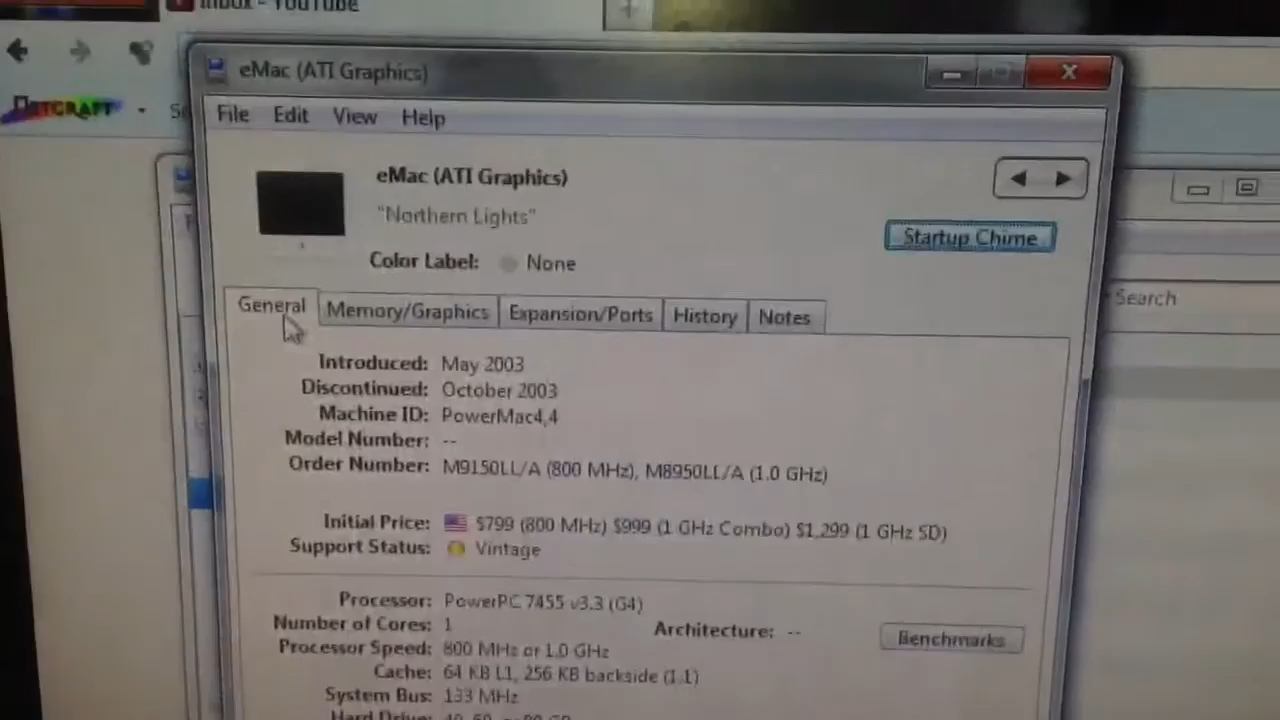 Inbox - YouTube
eMac (ATI Graphics)
NETCRAFT
File Edit View Help
eMac (ATI Graphics)
"Northern Lights"
Startup Chime
Color Label: None
General Memory/Graphics Expansion/Ports History Notes
Search
Introduced: May 2003
Discontinued: October 2003
Machine ID: PowerMac4,4
Model Number: --
Order Number: M9150LL/A (800 MHz), M8950LL/A (1.0 GHz)
Initial Price: $799 (800 MHz) $999 (1 GHz Combo) $1,299 (1 GHz SD)
Support Status: Vintage
Processor: PowerPC 7455 v3.3 (G4)
Number of Cores: 1
Architecture: --
Benchmarks
Processor Speed: 800 MHz or 1.0 GHz
Cache: 64 KB L1, 256 KB backside (1:1)
System Bus: 133 MHz
Hard Drive: